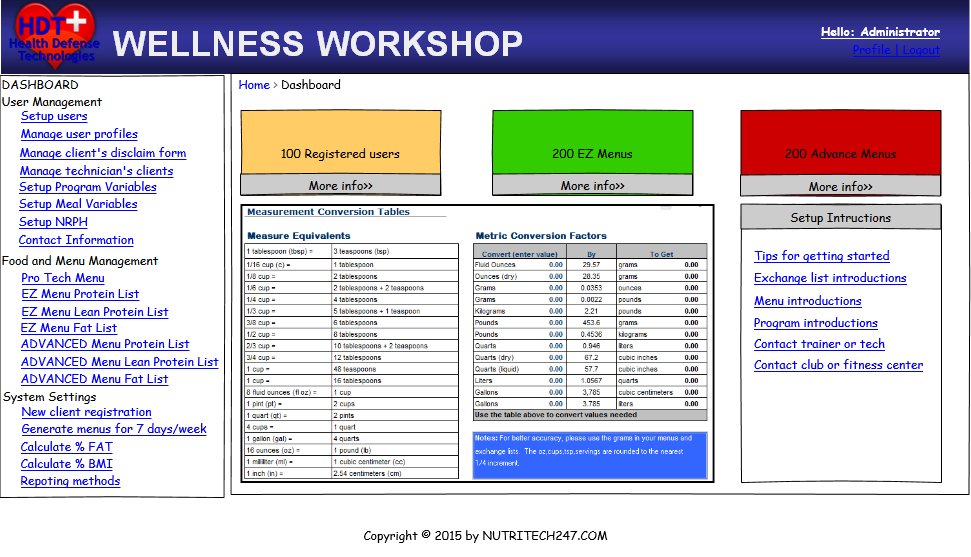 HDT
Health Defense
Technologies
WELLNESS WORKSHOP
Hello: Administrator
Profile | Logout
DASHBOARD
User Management
Setup users
Manage user profiles
Manage client's disclaim form
Manage technician's clients
Setup Program Variables
Setup Meal Variables
Setup NRPH
Contact Information
Food and Menu Management
Pro Tech Menu
EZ Menu Protein List
EZ Menu Lean Protein List
EZ Menu Fat List
ADVANCED Menu Protein List
ADVANCED Menu Lean Protein List
ADVANCED Menu Fat List
System Settings
New client registration
Generate menus for 7 days/week
Calculate % FAT
Calculate % BMI
Repoting methods
Home > Dashboard
100 Registered users
More info>>
200 EZ Menus
More info>>
200 Advance Menus
More info>>
Measurement Conversion Tables
Measure Equivalents
1 tablespoon (tbsp) = 3 teaspoons (tsp)
1/16 cup (c) = 1 tablespoon
1/8 cup = 2 tablespoons
1/6 cup = 2 tablespoons + 2 teaspoons
1/4 cup = 4 tablespoons
1/3 cup = 5 tablespoons + 1 teaspoon
3/8 cup = 6 tablespoons
1/2 cup = 8 tablespoons
2/3 cup = 10 tablespoons + 2 teaspoons
3/4 cup = 12 tablespoons
1 cup = 48 teaspoons
1 cup = 16 tablespoons
8 fluid ounces (fl oz) = 1 cup
1 pint (pt) = 2 cups
1 quart (qt) = 2 pints
4 cups = 1 quart
1 gallon (gal) = 4 quarts
16 ounces (oz) = 1 pound (lb)
1 milliliter (ml) = 1 cubic centimeter (cc)
1 inch (in) = 2.54 centimeters (cm)
Metric Conversion Factors
Convert (enter value) By To Get
Fluid Ounces 0.00 29.57 grams 0.00
Ounces (dry) 0.00 28.35 grams 0.00
Grams 0.00 0.0353 ounces 0.00
Grams 0.00 0.0022 pounds 0.00
Kilograms 0.00 2.21 pounds 0.00
Pounds 0.00 453.6 grams 0.00
Pounds 0.00 0.4536 kilograms 0.00
Quarts 0.00 0.946 liters 0.00
Quarts (dry) 0.00 67.2 cubic inches 0.00
Quarts (liquid) 0.00 57.7 cubic inches 0.00
Liters 0.00 1.0567 quarts 0.00
Gallons 0.00 3,785 cubic centimeters 0.00
Gallons 0.00 3.785 liters 0.00
Use the table above to convert values needed
Notes: For better accuracy, please use the grams in your menus and
exchange lists. The oz,cups,tsp,servings are rounded to the nearest
1/4 increment.
Setup Intructions
Tips for getting started
Exchange list introductions
Menu introductions
Program introductions
Contact trainer or tech
Contact club or fitness center
Copyright © 2015 by NUTRITECH247.COM